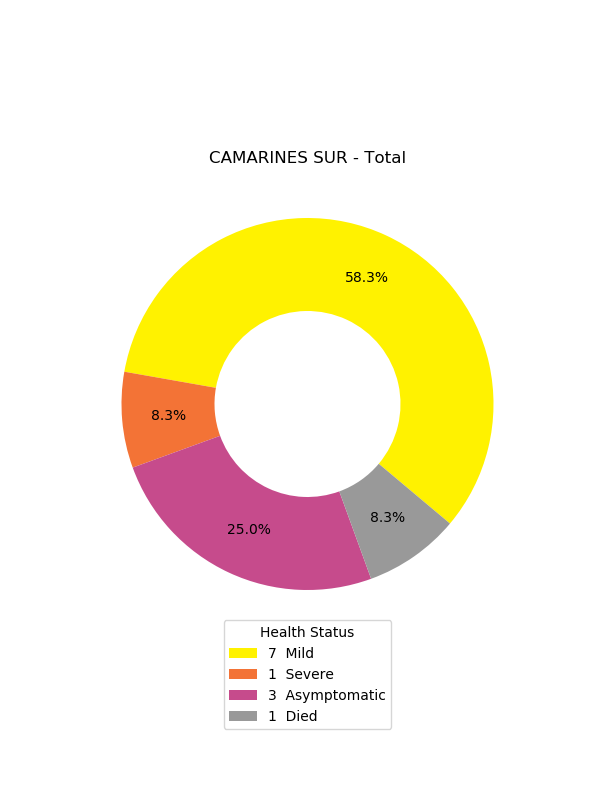 CAMARINES SUR - Total
58.3%
8.3%
25.0%
8.3%
Health Status
7  Mild
1  Severe
3  Asymptomatic
1  Died